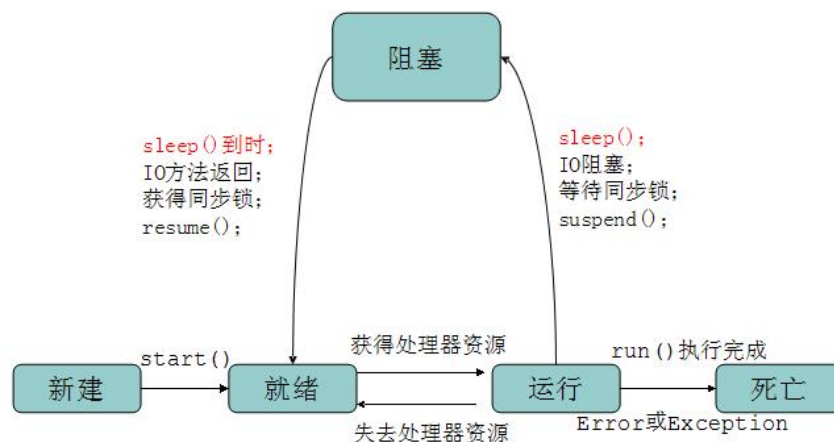 阻塞
sleep()到时；
IO方法返回；
获得同步锁；
resume()；
sleep()；
IO阻塞；
等待同步锁；
suspend()；
新建
start()
就绪
获得处理器资源
失去处理器资源
运行
run()执行完成
Error或Exception
死亡